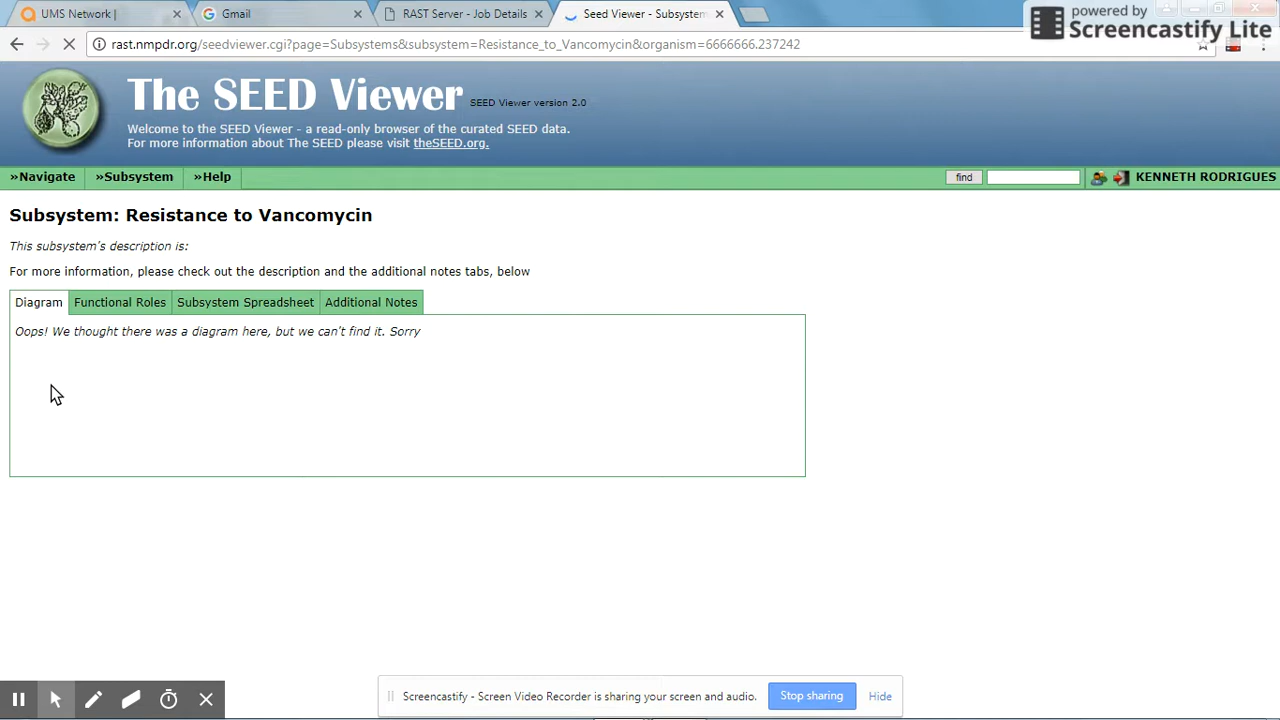 UMS Network |
Gmail
RAST Server - Job Details
Seed Viewer - Subsystem
powered by
Screencastify Lite
rast.nmpdr.org/seedviewer.cgi?page=Subsystems&subsystem=Resistance_to_Vancomycin&organism=6666666.237242
The SEED Viewer SEED Viewer version 2.0
Welcome to the SEED Viewer - a read-only browser of the curated SEED data.
For more information about The SEED please visit theSEED.org.
»Navigate »Subsystem »Help find KENNETH RODRIGUES
Subsystem: Resistance to Vancomycin
This subsystem's description is:
For more information, please check out the description and the additional notes tabs, below
Diagram Functional Roles Subsystem Spreadsheet Additional Notes
Oops! We thought there was a diagram here, but we can't find it. Sorry
Screencastify - Screen Video Recorder is sharing your screen and audio. Stop sharing Hide